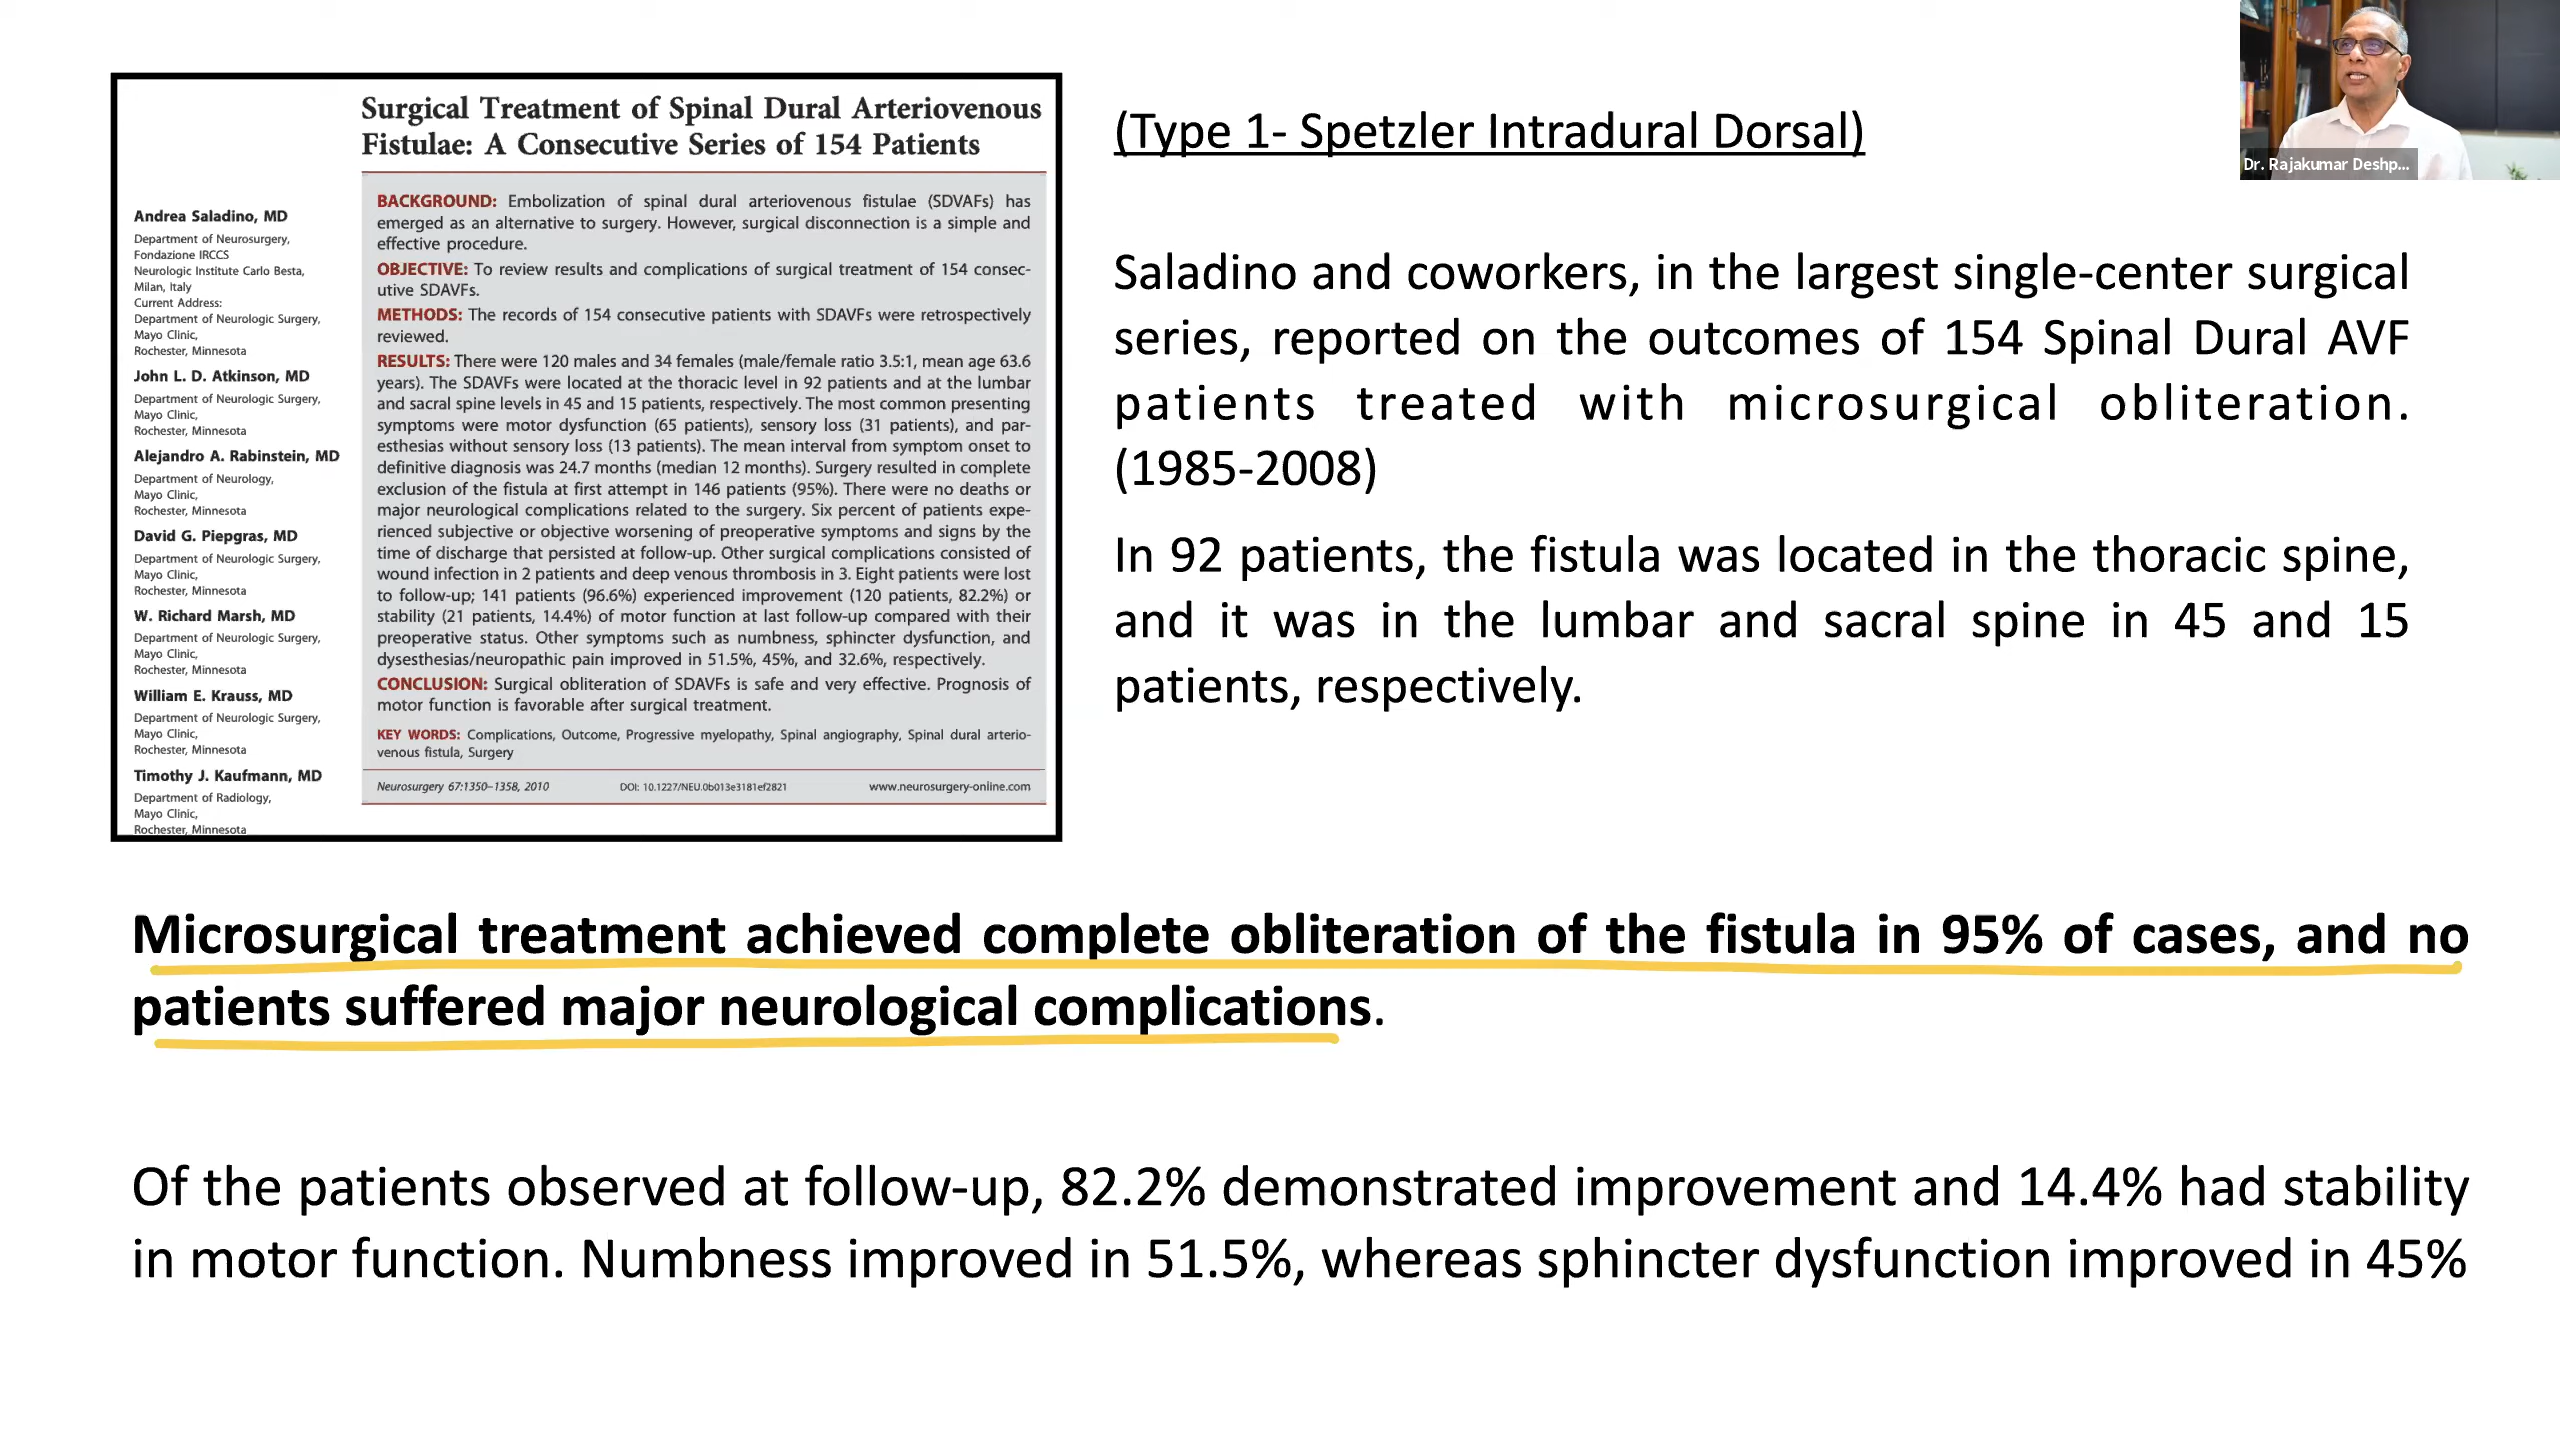 Surgical Treatment of Spinal Dural Arteriovenous
Fistulae: A Consecutive Series of 154 Patients
Andrea Saladino, MD
Department of Neurosurgery,
Fondazione IRCCS
Neurologic Institute Carlo Besta,
Milan, Italy
Current Address:
Department of Neurologic Surgery,
Mayo Clinic,
Rochester, Minnesota
John L. D. Atkinson, MD
Department of Neurologic Surgery,
Mayo Clinic,
Rochester, Minnesota
Alejandro A. Rabinstein, MD
Department of Neurology,
Mayo Clinic,
Rochester, Minnesota
David G. Piepgras, MD
Department of Neurologic Surgery,
Mayo Clinic,
Rochester, Minnesota
W. Richard Marsh, MD
Department of Neurologic Surgery,
Mayo Clinic,
Rochester, Minnesota
William E. Krauss, MD
Department of Neurologic Surgery,
Mayo Clinic,
Rochester, Minnesota
Timothy J. Kaufmann, MD
Department of Radiology,
Mayo Clinic,
Rochester, Minnesota
BACKGROUND: Embolization of spinal dural arteriovenous fistulae (SDVAFs) has
emerged as an alternative to surgery. However, surgical disconnection is a simple and
effective procedure.
OBJECTIVE: To review results and complications of surgical treatment of 154 consec-
utive SDAVFs.
METHODS: The records of 154 consecutive patients with SDAVFs were retrospectively
reviewed.
RESULTS: There were 120 males and 34 females (male/female ratio 3.5:1, mean age 63.6
years). The SDAVFs were located at the thoracic level in 92 patients and at the lumbar
and sacral spine levels in 45 and 15 patients, respectively. The most common presenting
symptoms were motor dysfunction (65 patients), sensory loss (31 patients), and par-
esthesias without sensory loss (13 patients). The mean interval from symptom onset to
definitive diagnosis was 24.7 months (median 12 months). Surgery resulted in complete
exclusion of the fistula at first attempt in 146 patients (95%). There were no deaths or
major neurological complications related to the surgery. Six percent of patients expe-
rienced subjective or objective worsening of preoperative symptoms and signs by the
time of discharge that persisted at follow-up. Other surgical complications consisted of
wound infection in 2 patients and deep venous thrombosis in 3. Eight patients were lost
to follow-up; 141 patients (96.6%) experienced improvement (120 patients, 82.2%) or
stability (21 patients, 14.4%) of motor function at last follow-up compared with their
preoperative status. Other symptoms such as numbness, sphincter dysfunction, and
dysesthesias/neuropathic pain improved in 51.5%, 45%, and 32.6%, respectively.
CONCLUSION: Surgical obliteration of SDAVFs is safe and very effective. Prognosis of
motor function is favorable after surgical treatment.
KEY WORDS: Complications, Outcome, Progressive myelopathy, Spinal angiography, Spinal dural arterio-
venous fistula, Surgery
Neurosurgery 67:1350–1358, 2010 DOI: 10.1227/NEU.0b013e3181ef2821 www.neurosurgery-online.com
(Type 1- Spetzler Intradural Dorsal)
Saladino and coworkers, in the largest single-center surgical
series, reported on the outcomes of 154 Spinal Dural AVF
patients treated with microsurgical obliteration.
(1985-2008)
In 92 patients, the fistula was located in the thoracic spine,
and it was in the lumbar and sacral spine in 45 and 15
patients, respectively.
Dr. Rajakumar Deshp...
Microsurgical treatment achieved complete obliteration of the fistula in 95% of cases, and no
patients suffered major neurological complications.
Of the patients observed at follow-up, 82.2% demonstrated improvement and 14.4% had stability
in motor function. Numbness improved in 51.5%, whereas sphincter dysfunction improved in 45%